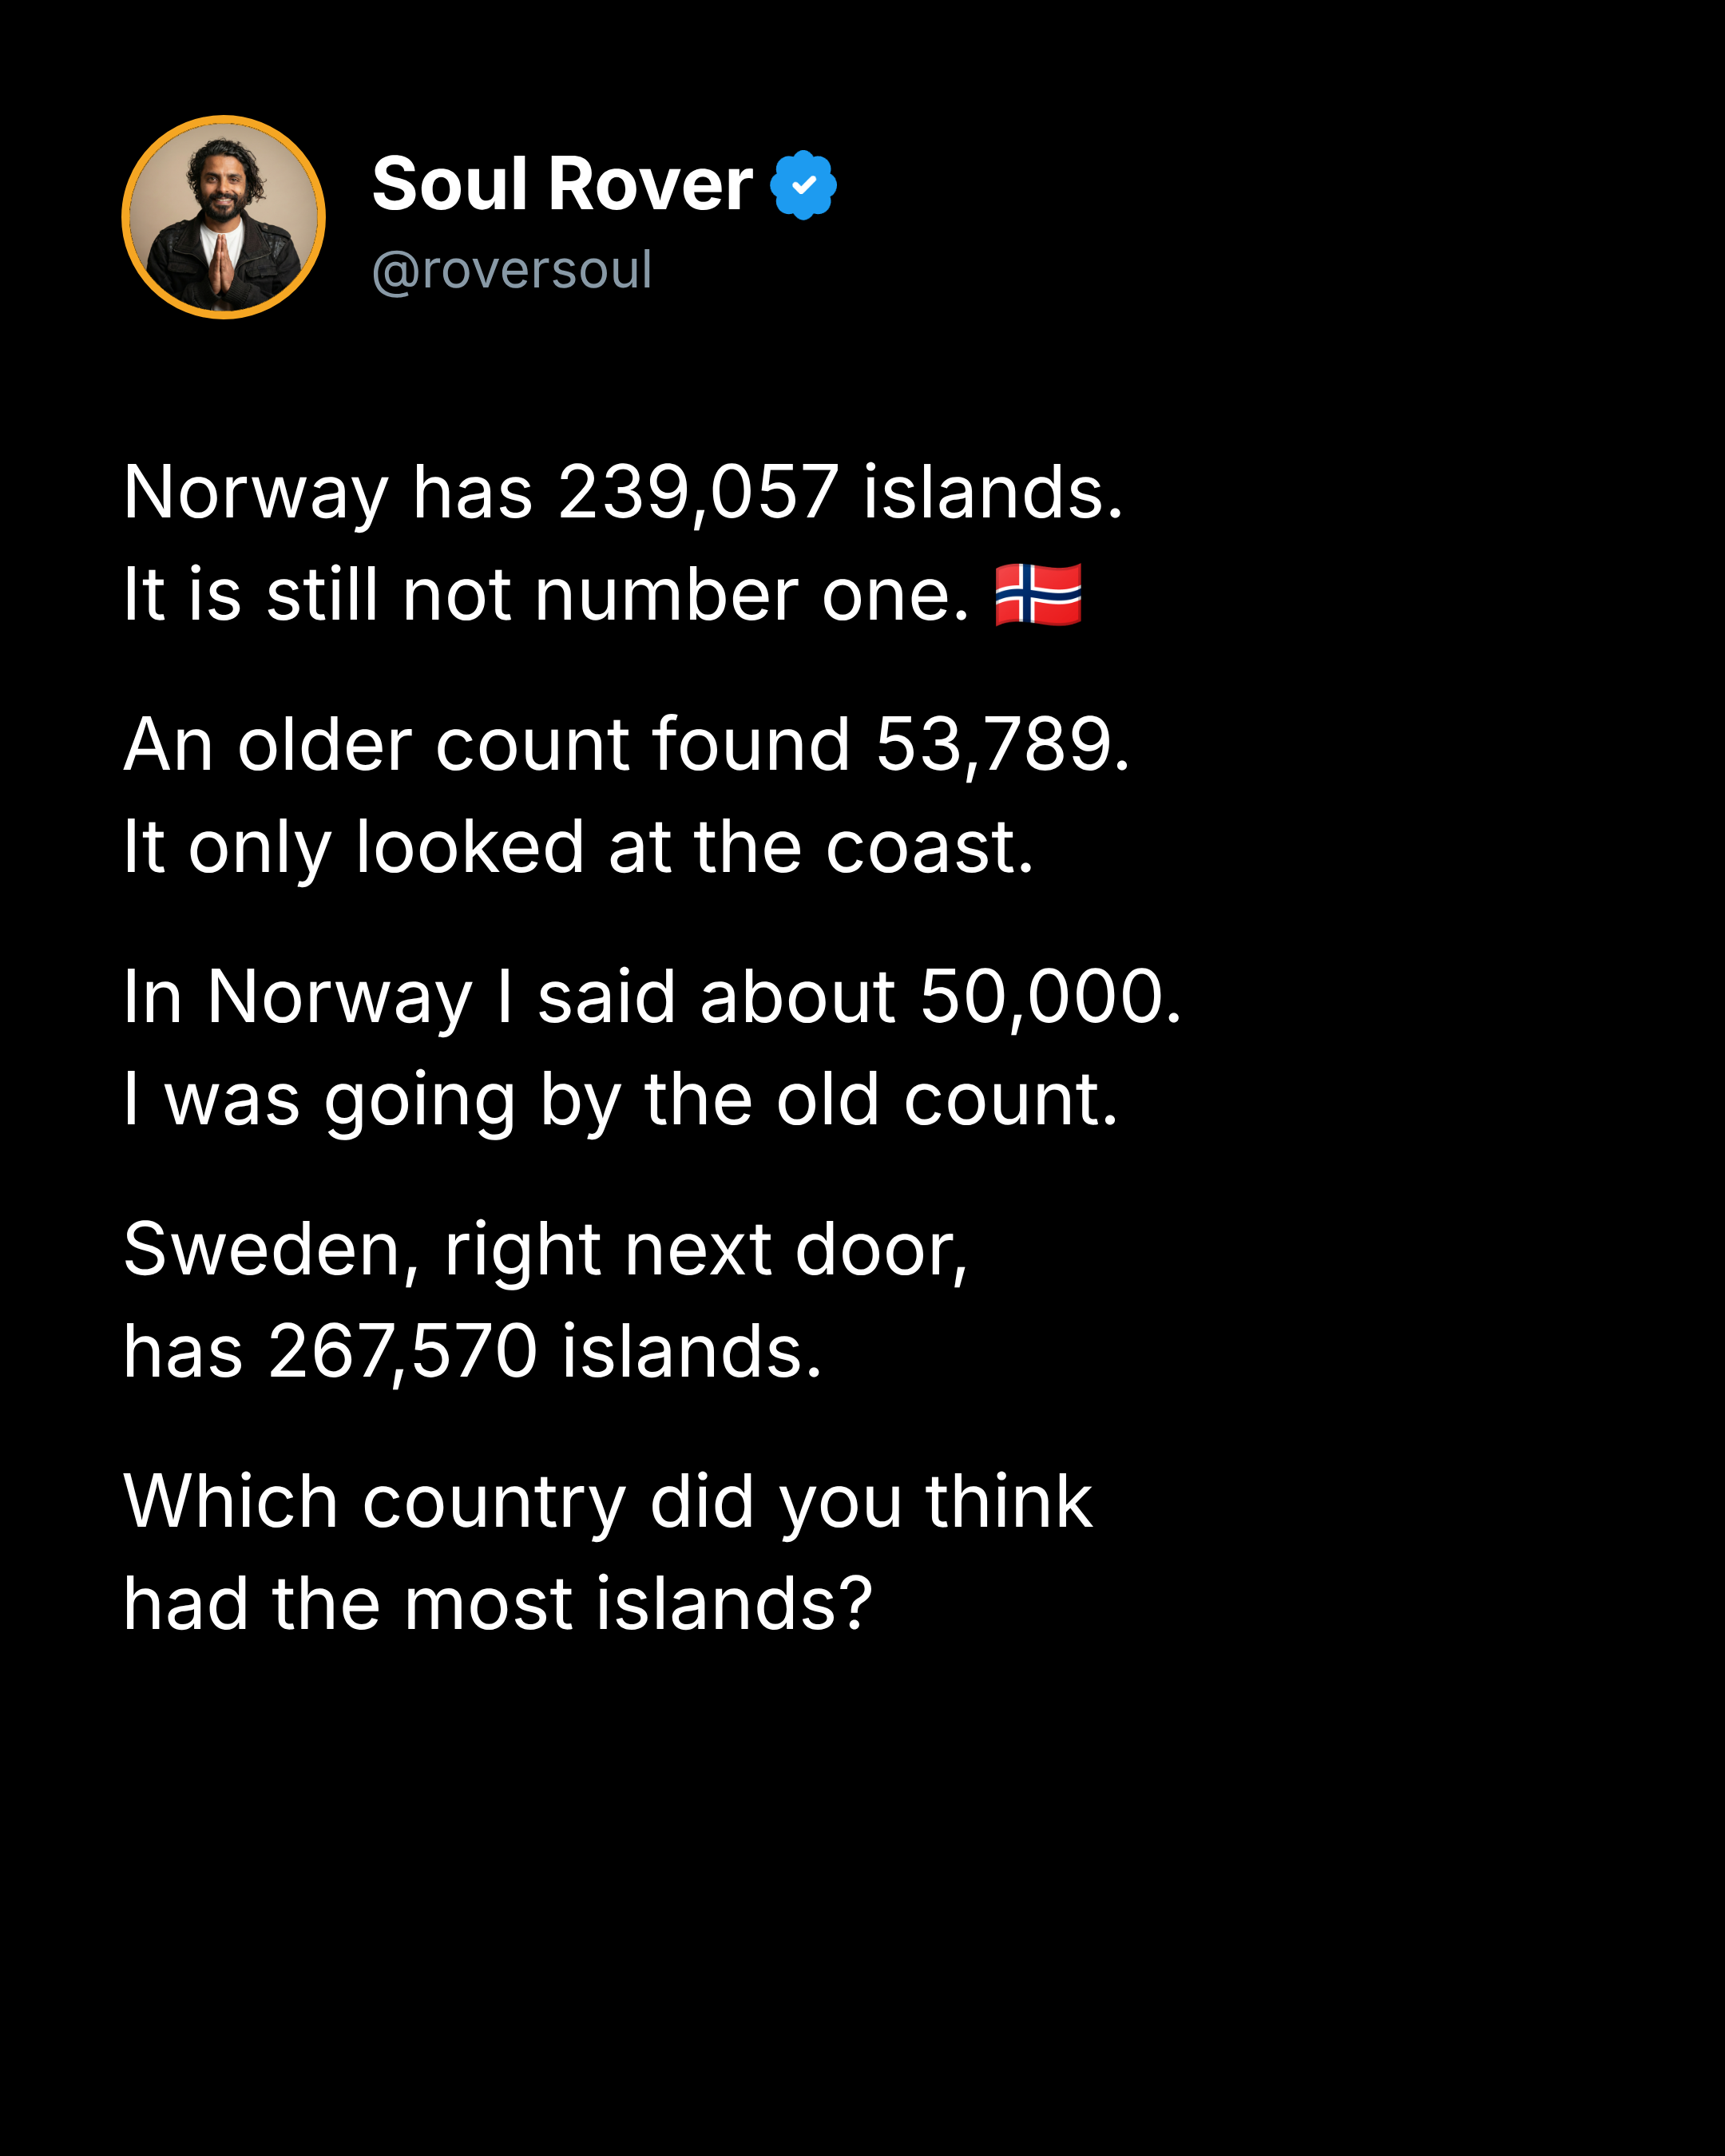 Soul Rover
@roversoul
Norway has 239,057 islands.
It is still not number one. 🇳🇴
An older count found 53,789.
It only looked at the coast.
In Norway I said about 50,000.
I was going by the old count.
Sweden, right next door,
has 267,570 islands.
Which country did you think
had the most islands?